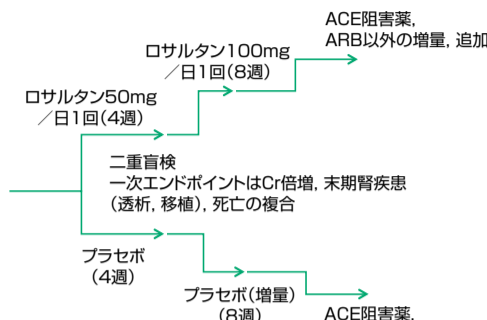 ACE阻害薬,
ARB以外の増量, 追加
ロサルタン100mg
／日1回(8週)
ロサルタン50mg
／日1回(4週)
二重盲検
一次エンドポイントはCr倍増, 末期腎疾患
(透析, 移植), 死亡の複合
プラセボ
(4週)
プラセボ(増量)
(8週)
ACE阻害薬,